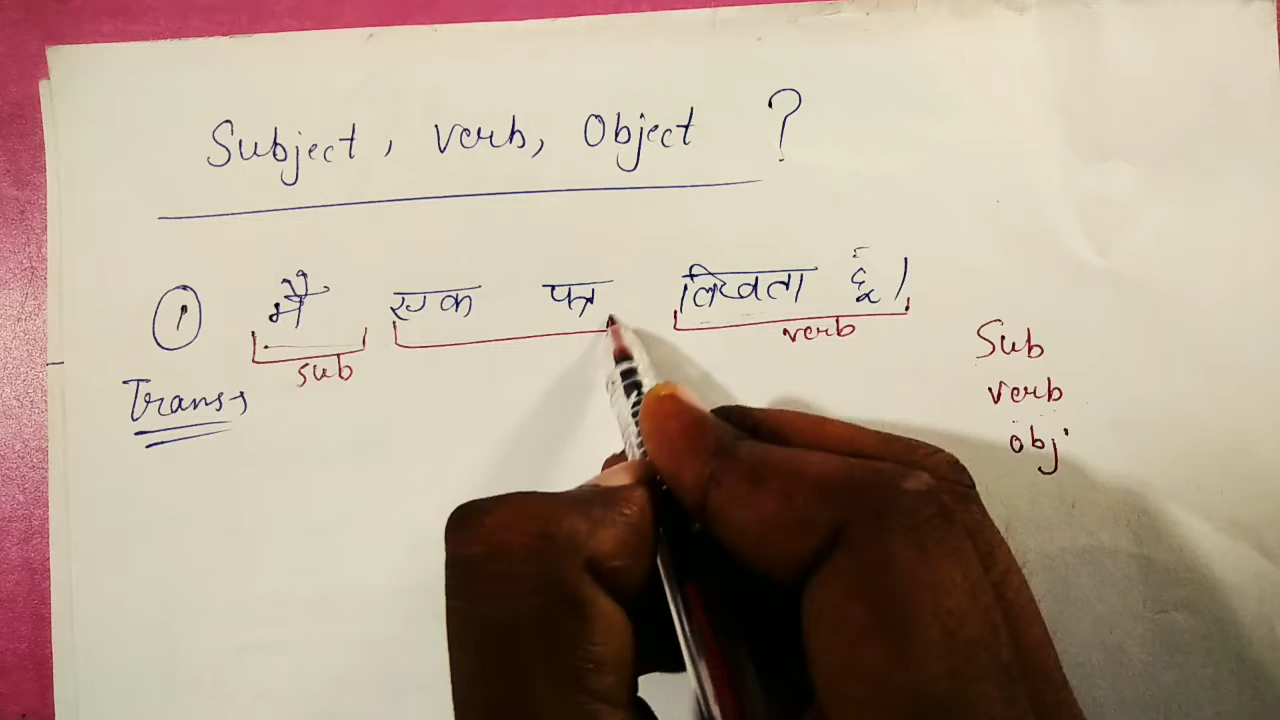 Subject, verb, Object ?
① मैं एक पत्र लिखता हूँ।
sub verb
Trans→
Sub
verb
obj